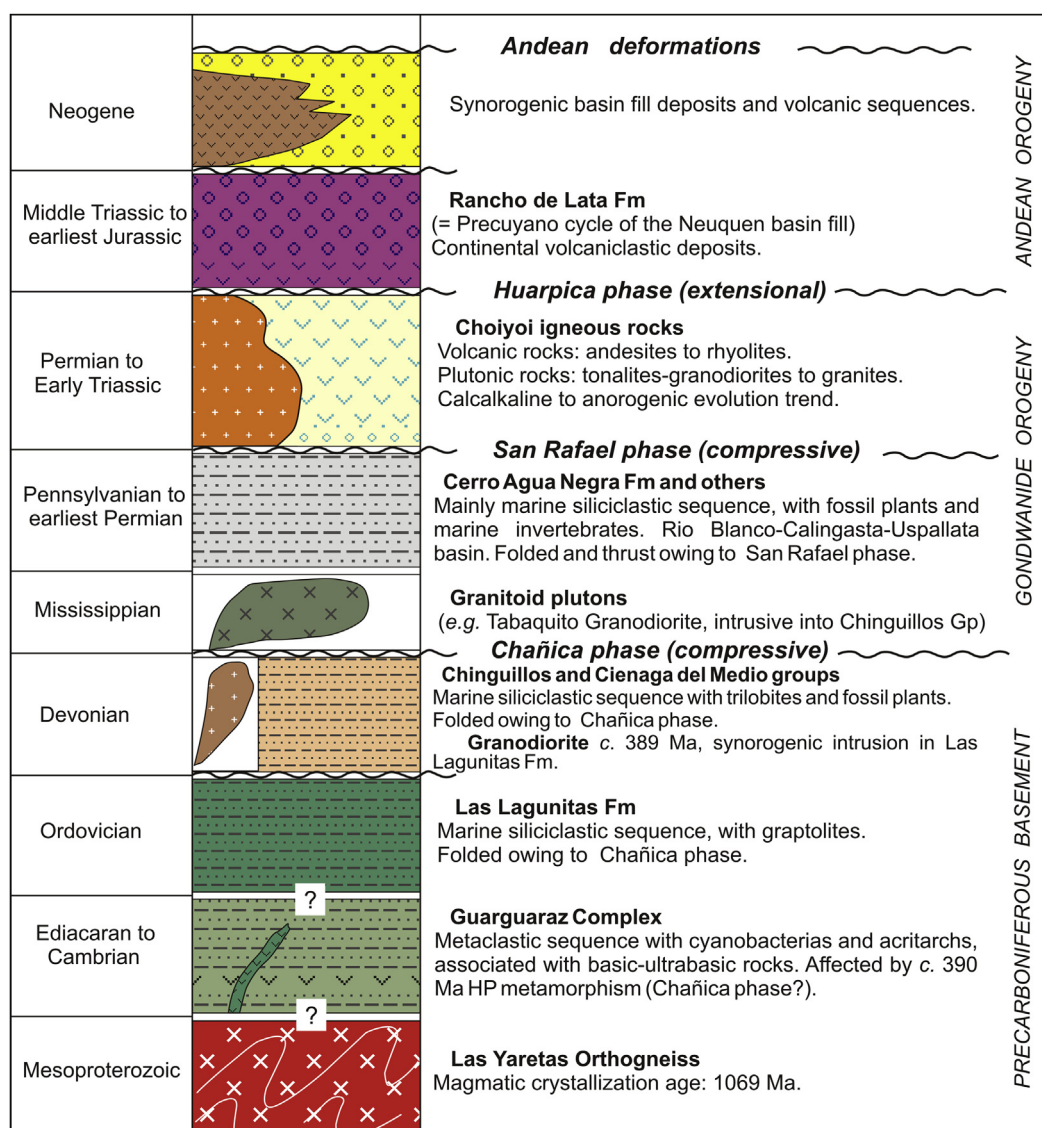 Andean deformations
Neogene
Synorogenic basin fill deposits and volcanic sequences.
ANDEAN OROGENY
Middle Triassic to
earliest Jurassic
Rancho de Lata Fm
(= Precuyano cycle of the Neuquen basin fill)
Continental volcaniclastic deposits.
Huarpica phase (extensional)
Permian to
Early Triassic
Choiyoi igneous rocks
Volcanic rocks: andesites to rhyolites.
Plutonic rocks: tonalites-granodiorites to granites.
Calcalkaline to anorogenic evolution trend.
GONDWANIDE OROGENY
San Rafael phase (compressive)
Pennsylvanian to
earliest Permian
Cerro Agua Negra Fm and others
Mainly marine siliciclastic sequence, with fossil plants and
marine invertebrates. Rio Blanco-Calingasta-Uspallata
basin. Folded and thrust owing to San Rafael phase.
Mississippian
Granitoid plutons
(e.g. Tabaquito Granodiorite, intrusive into Chinguillos Gp)
Chañica phase (compressive)
Devonian
Chinguillos and Cienaga del Medio groups
Marine siliciclastic sequence with trilobites and fossil plants.
Folded owing to Chañica phase.
Granodiorite c. 389 Ma, synorogenic intrusion in Las
Lagunitas Fm.
PRECARBONIFEROUS BASEMENT
Ordovician
Las Lagunitas Fm
Marine siliciclastic sequence, with graptolites.
Folded owing to Chañica phase.
?
Ediacaran to
Cambrian
Guarguaraz Complex
Metaclastic sequence with cyanobacterias and acritarchs,
associated with basic-ultrabasic rocks. Affected by c. 390
Ma HP metamorphism (Chañica phase?).
?
Mesoproterozoic
Las Yaretas Orthogneiss
Magmatic crystallization age: 1069 Ma.